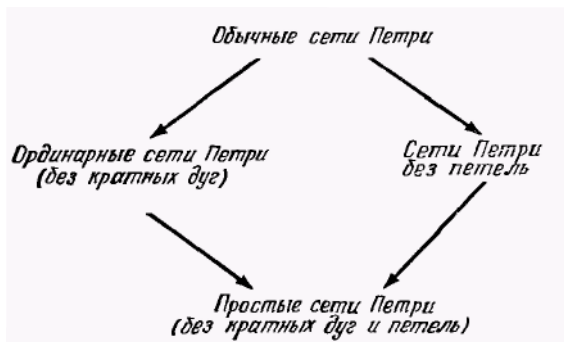 Обычные сети Петри
Ординарные сети Петри
(без кратных дуг)
Сети Петри
без петель
Простые сети Петри
(без кратных дуг и петель)